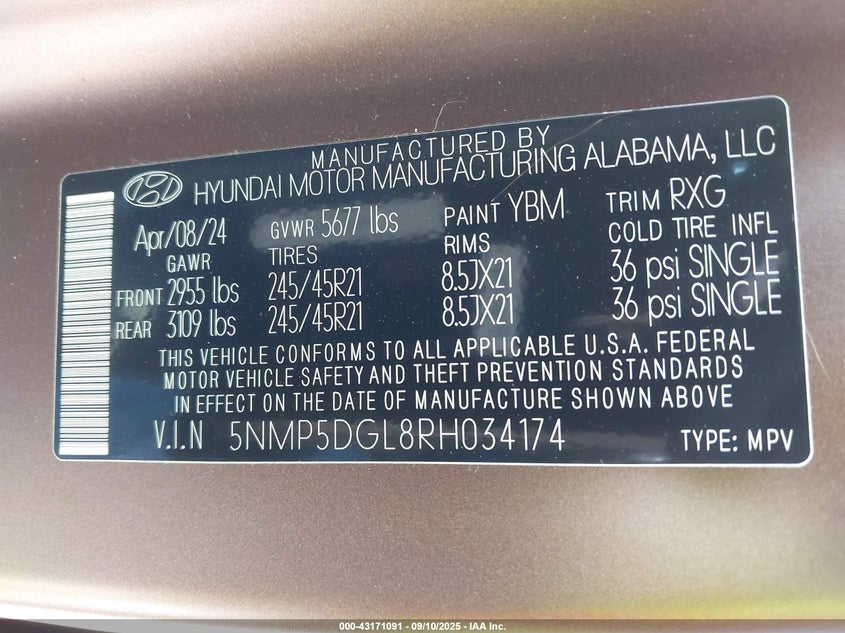 MANUFACTURED BY
HYUNDAI MOTOR MANUFACTURING ALABAMA, LLC
Apr/08/24 GVWR 5677 lbs PAINT YBM TRIM RXG
GAWR TIRES RIMS COLD TIRE INFL
FRONT 2955 lbs 245/45R21 8.5JX21 36 psi SINGLE
REAR 3109 lbs 245/45R21 8.5JX21 36 psi SINGLE
THIS VEHICLE CONFORMS TO ALL APPLICABLE U.S.A. FEDERAL
MOTOR VEHICLE SAFETY AND THEFT PREVENTION STANDARDS
IN EFFECT ON THE DATE OF MANUFACTURE SHOWN ABOVE
V.I.N 5NMP5DGL8RH034174 TYPE: MPV
000-43171091 - 09/10/2025 - IAA Inc.